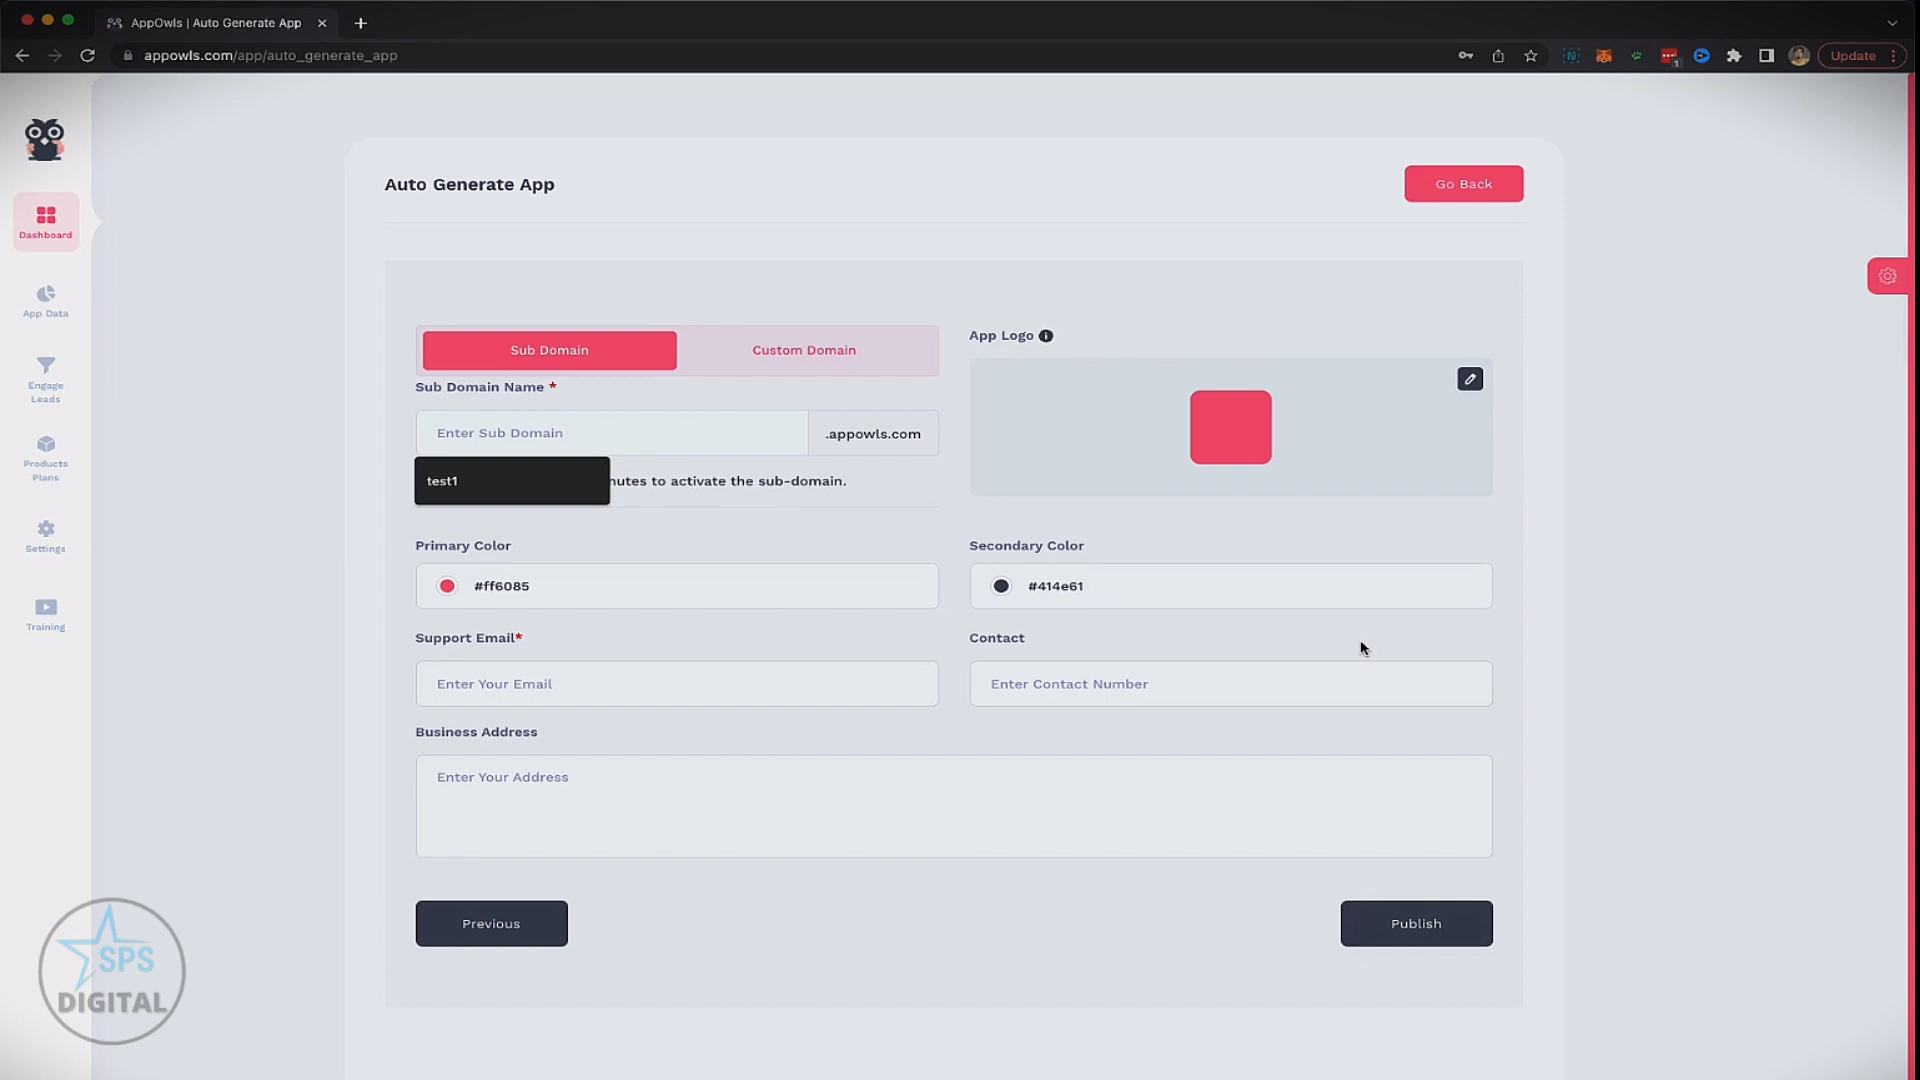 AppOwls | Auto Generate App
appowls.com/app/auto_generate_app
1
Update
Auto Generate App
Go Back
Dashboard
App Data
Engage
Leads
Products
Plans
Settings
Training
Sub Domain
Custom Domain
App Logo
Sub Domain Name *
Enter Sub Domain
.appowls.com
test1
to activate the sub-domain.
Primary Color
Secondary Color
#ff6085
#414e61
Support Email*
Contact
Enter Your Email
Enter Contact Number
Business Address
Enter Your Address
Previous
Publish
SPS
DIGITAL